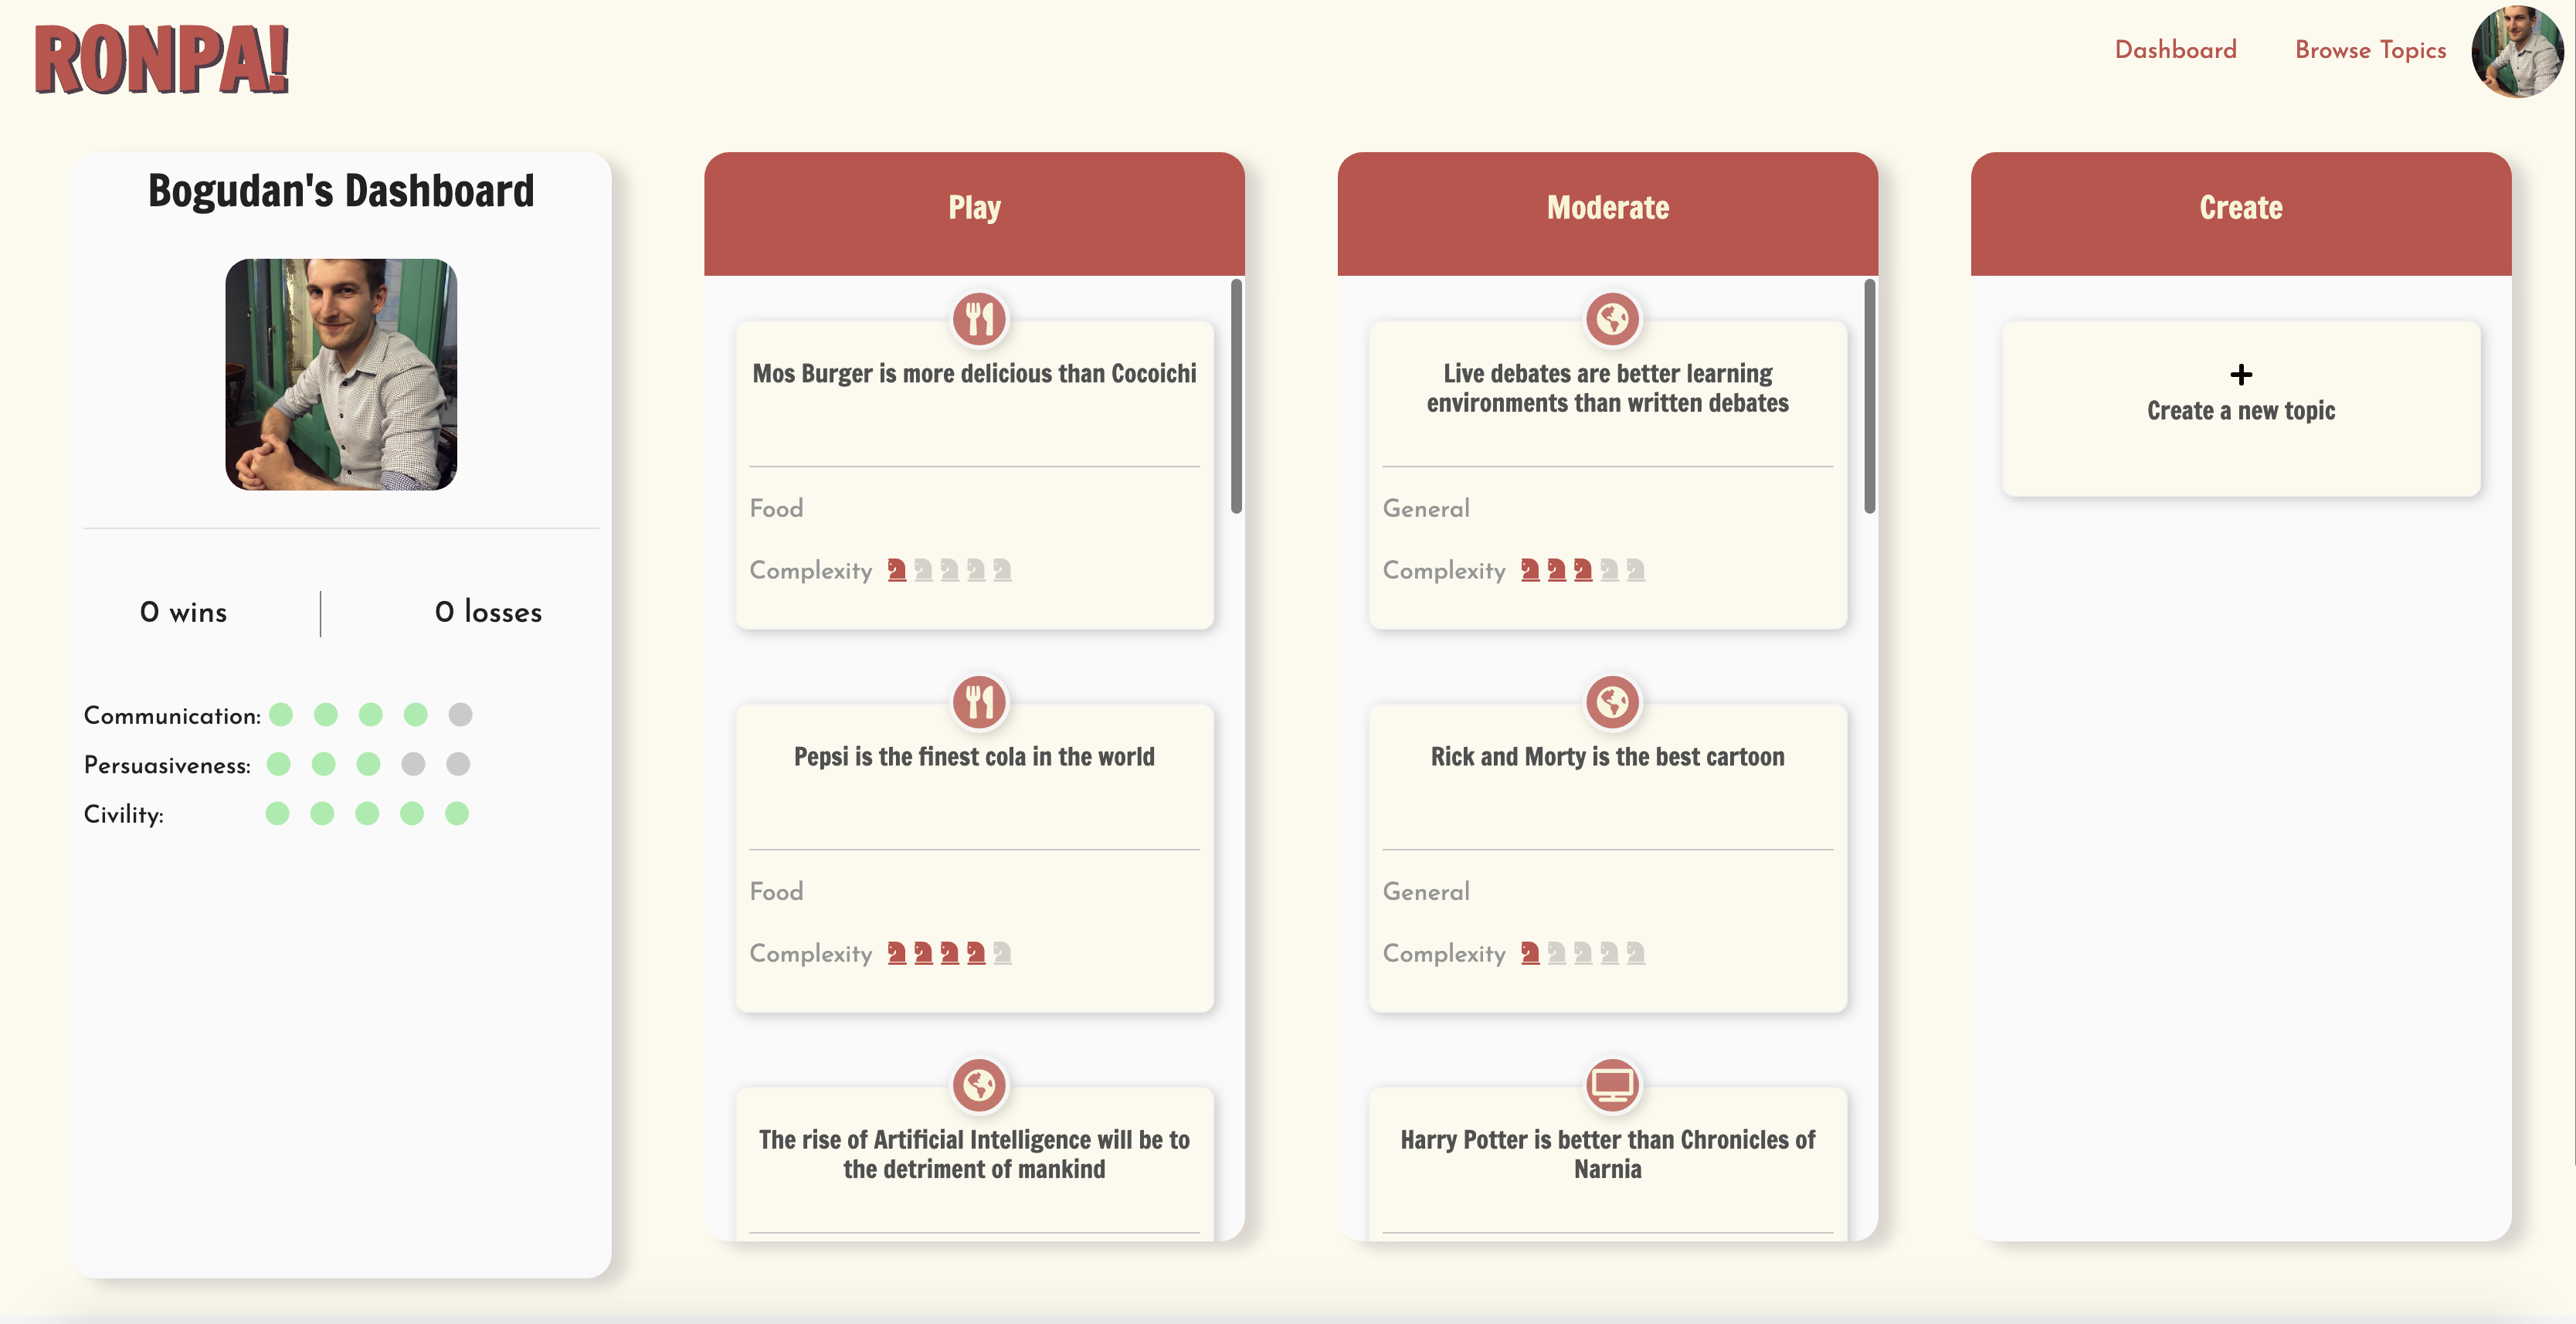 RONPA!
Dashboard
Browse Topics
Bogudan's Dashboard
0 wins
0 losses
Communication:
Persuasiveness:
Civility:
Play
Mos Burger is more delicious than Cocoichi
Food
Complexity
Pepsi is the finest cola in the world
Food
Complexity
The rise of Artificial Intelligence will be to
the detriment of mankind
Moderate
Live debates are better learning
environments than written debates
General
Complexity
Rick and Morty is the best cartoon
General
Complexity
Harry Potter is better than Chronicles of
Narnia
Create
Create a new topic